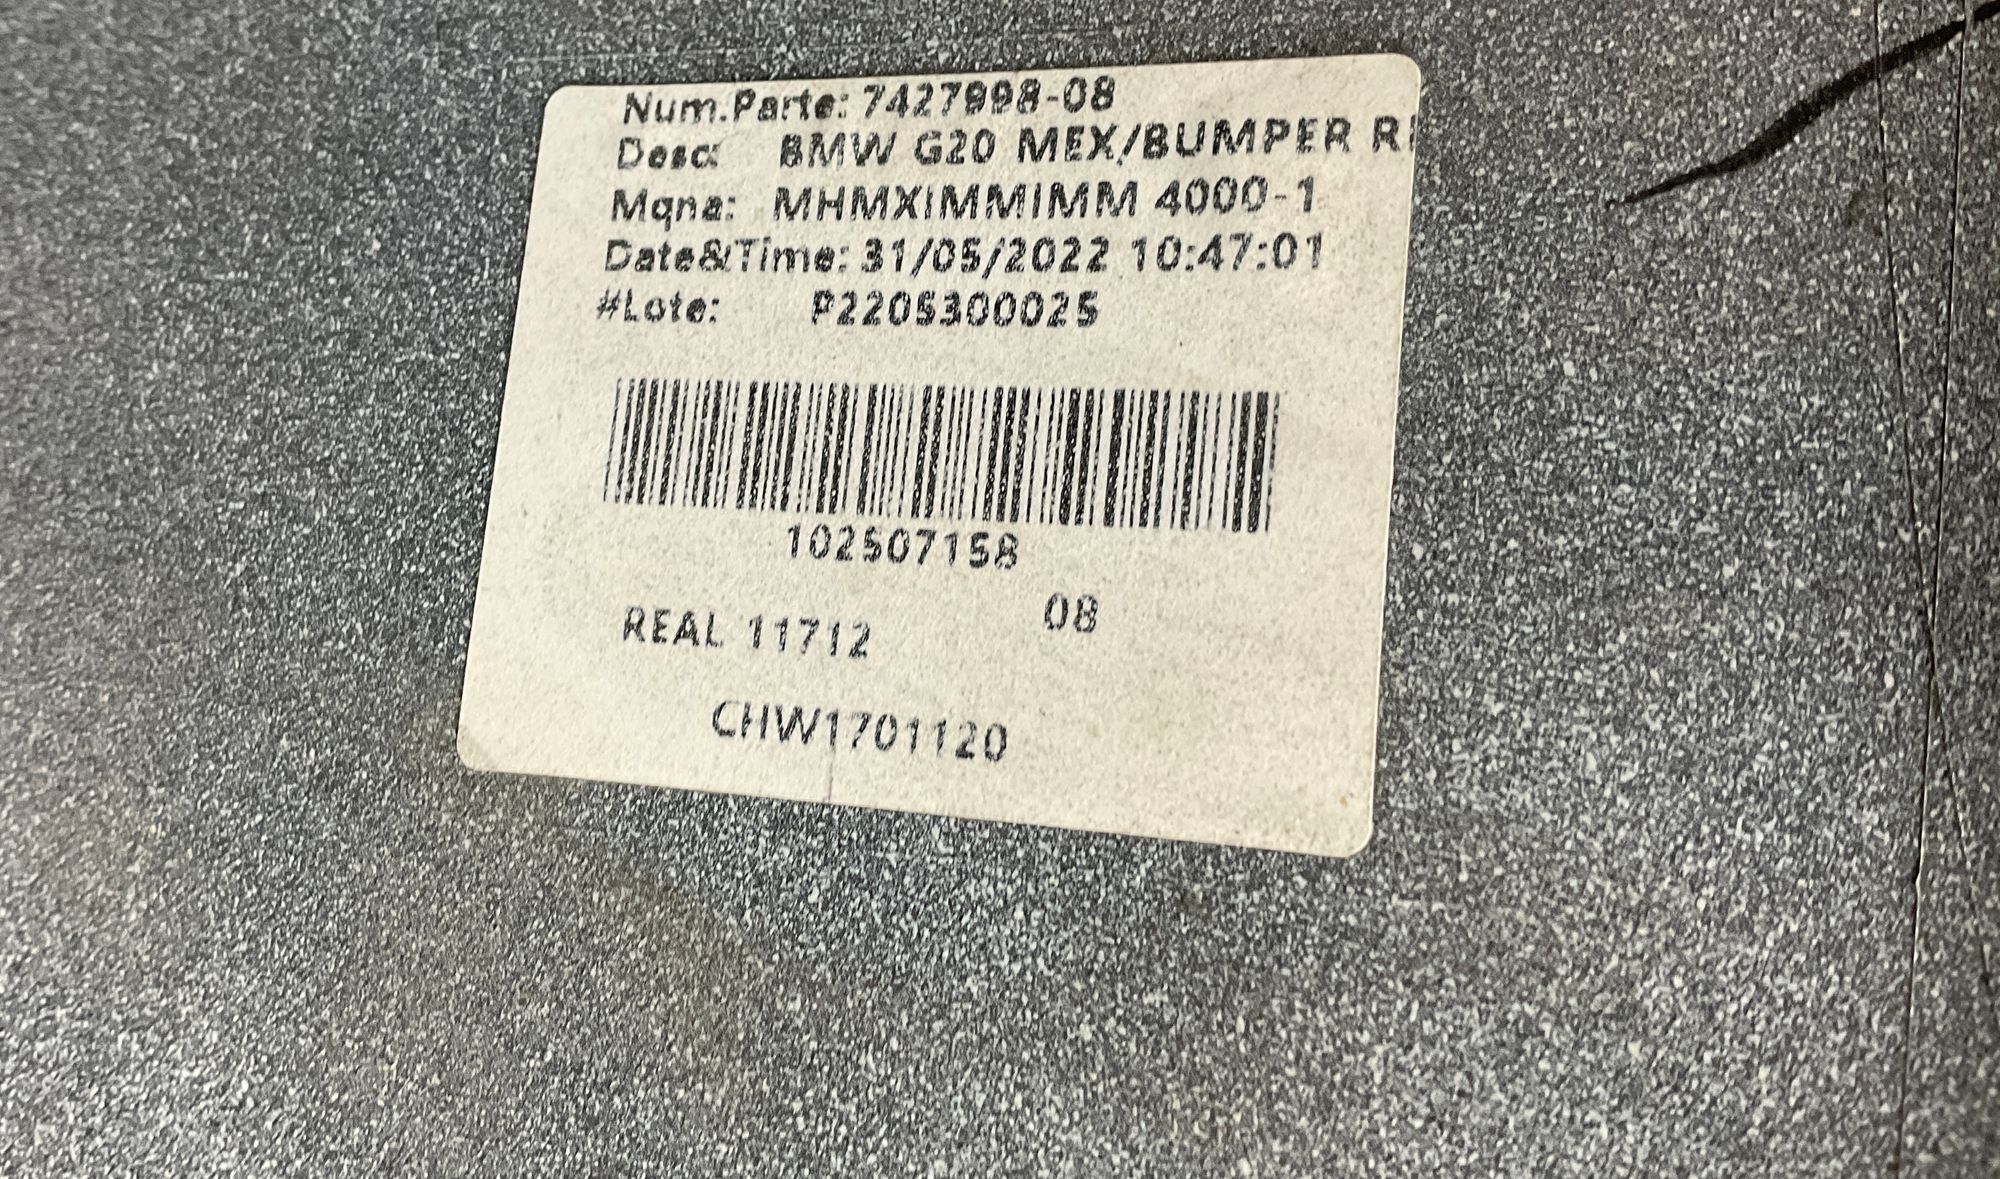 Num.Parte: 7427998-08
Desc: BMW G20 MEX/BUMPER
Mqna: MHMXIMMIMM 4000-1
Date&Time: 31/05/2022 10:47:01
#Lote: P2205300025
102507158
08
REAL 11712
CHW1701120